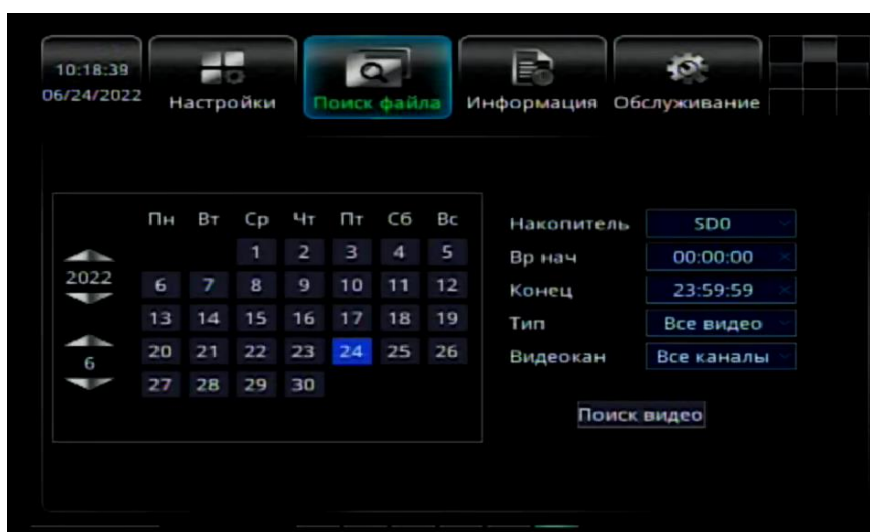 10:18:39
06/24/2022
Настройки
Поиск файла
Информация
Обслуживание
Пн Вт Ср Чт Пт Сб Вс
1 2 3 4 5
2022
6 7 8 9 10 11 12
13 14 15 16 17 18 19
6
20 21 22 23 24 25 26
27 28 29 30
Накопитель SD0
Вр нач 00:00:00
Конец 23:59:59
Тип Все видео
Видеокан Все каналы
Поиск видео